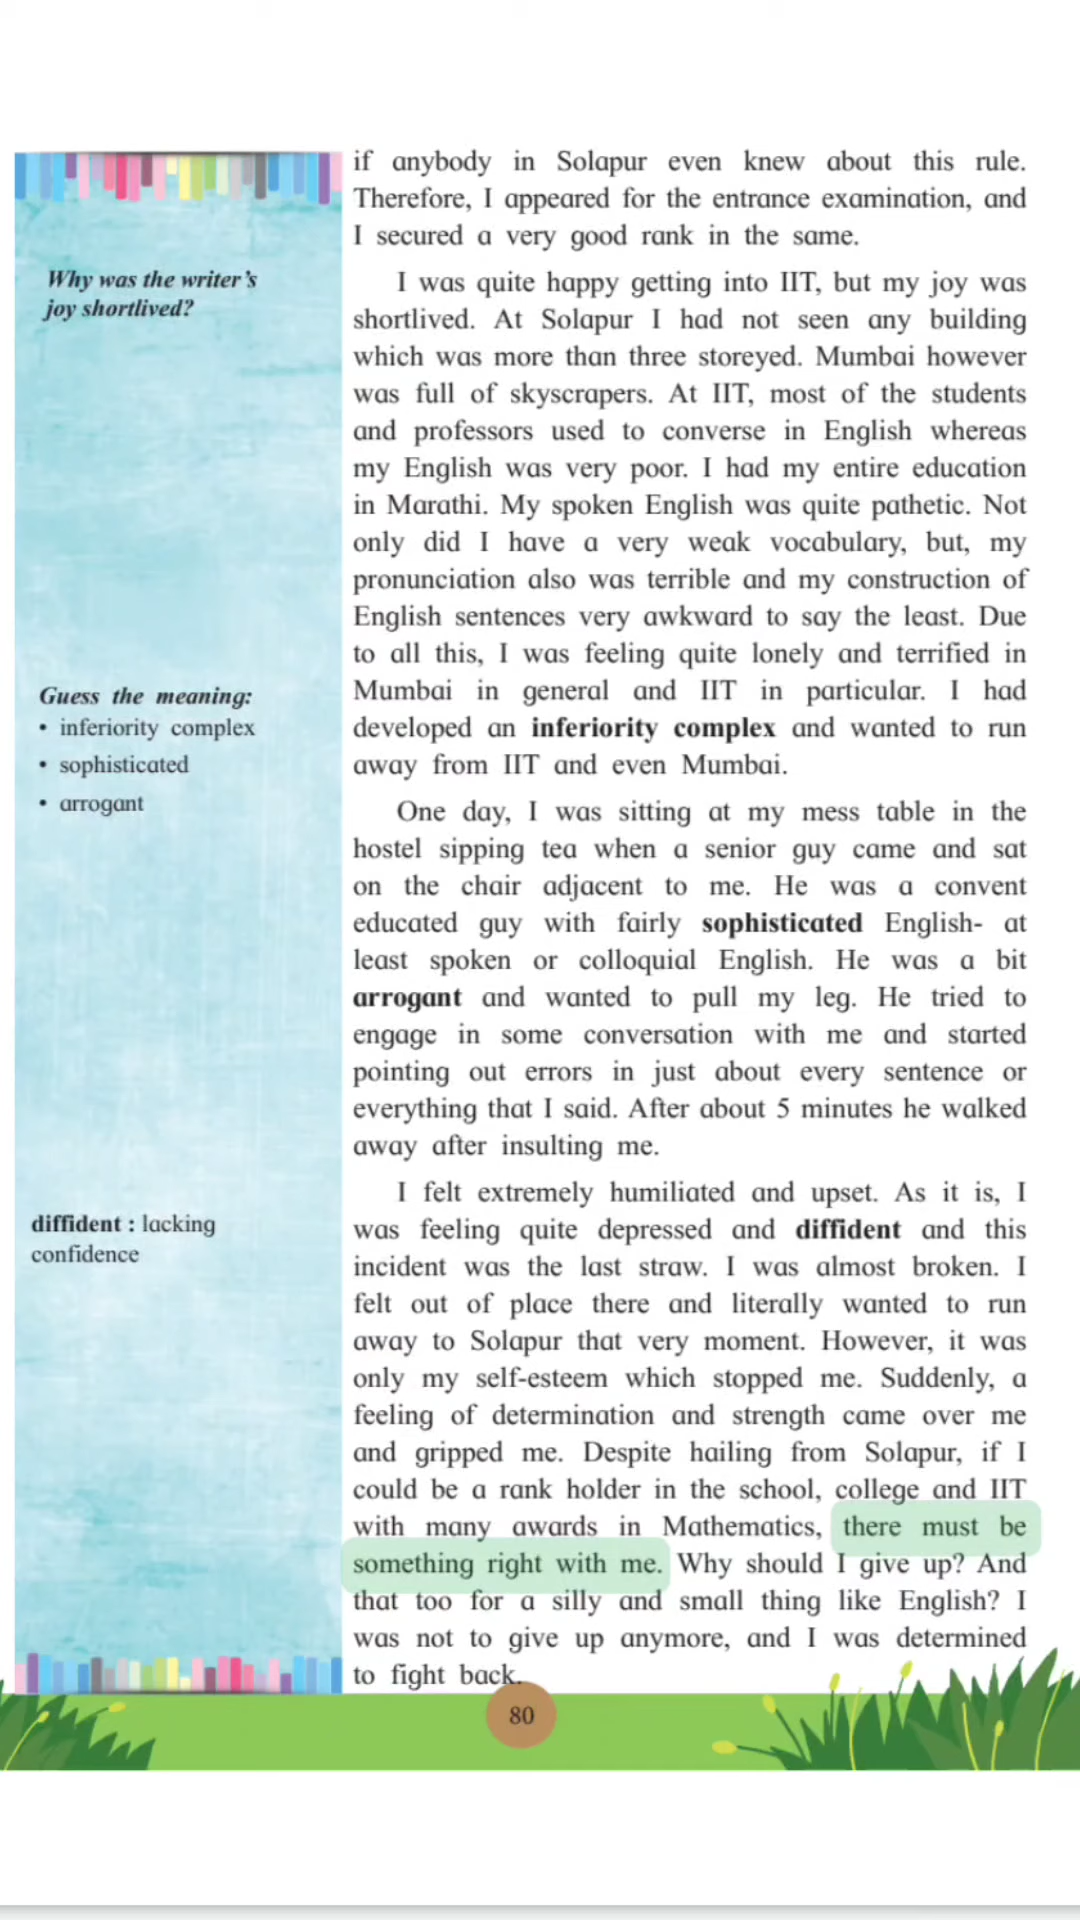 if anybody in Solapur even knew about this rule.
Therefore, I appeared for the entrance examination, and
I secured a very good rank in the same.
Why was the writer's
joy shortlived?
I was quite happy getting into IIT, but my joy was
shortlived. At Solapur I had not seen any building
which was more than three storeyed. Mumbai however
was full of skyscrapers. At IIT, most of the students
and professors used to converse in English whereas
my English was very poor. I had my entire education
in Marathi. My spoken English was quite pathetic. Not
only did I have a very weak vocabulary, but, my
pronunciation also was terrible and my construction of
English sentences very awkward to say the least. Due
to all this, I was feeling quite lonely and terrified in
Mumbai in general and IIT in particular. I had
developed an inferiority complex and wanted to run
away from IIT and even Mumbai.
Guess the meaning:
• inferiority complex
• sophisticated
• arrogant
One day, I was sitting at my mess table in the
hostel sipping tea when a senior guy came and sat
on the chair adjacent to me. He was a convent
educated guy with fairly sophisticated English- at
least spoken or colloquial English. He was a bit
arrogant and wanted to pull my leg. He tried to
engage in some conversation with me and started
pointing out errors in just about every sentence or
everything that I said. After about 5 minutes he walked
away after insulting me.
diffident : lacking
confidence
I felt extremely humiliated and upset. As it is, I
was feeling quite depressed and diffident and this
incident was the last straw. I was almost broken. I
felt out of place there and literally wanted to run
away to Solapur that very moment. However, it was
only my self-esteem which stopped me. Suddenly, a
feeling of determination and strength came over me
and gripped me. Despite hailing from Solapur, if I
could be a rank holder in the school, college and IIT
with many awards in Mathematics, there must be
something right with me. Why should I give up? And
that too for a silly and small thing like English? I
was not to give up anymore, and I was determined
to fight back.
80